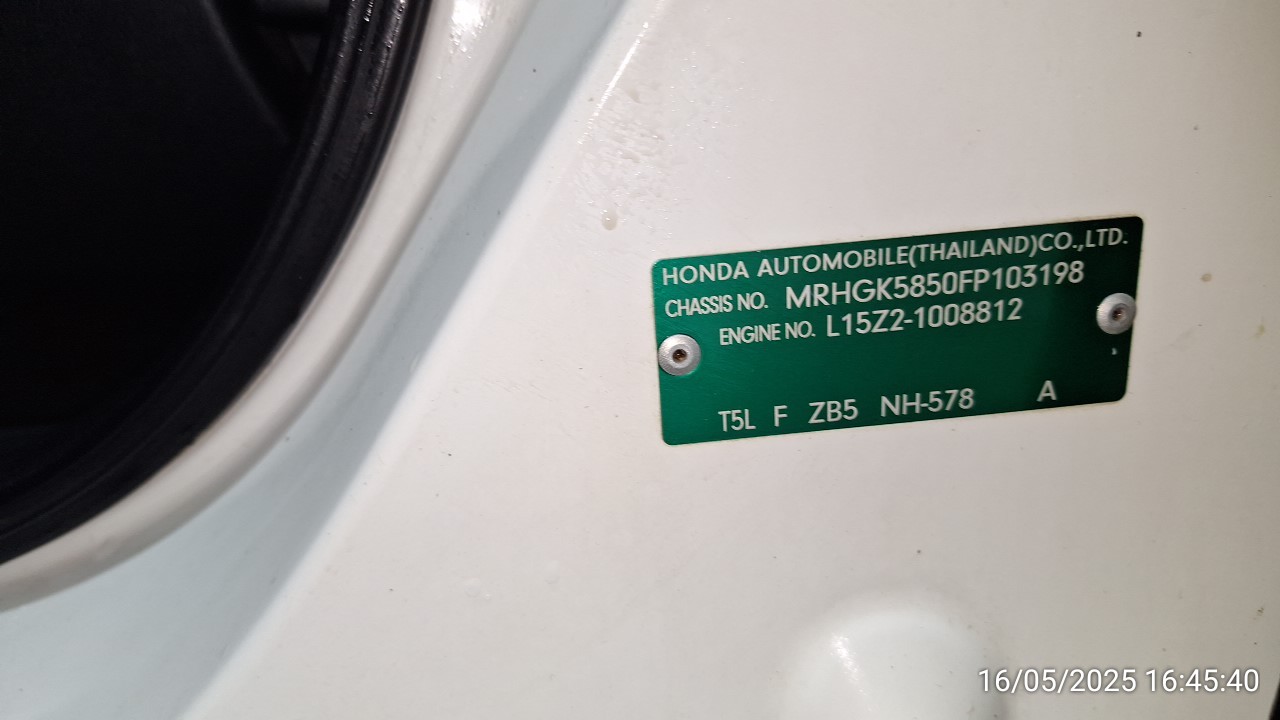 HONDA AUTOMOBILE(THAILAND)CO.,LTD.
CHASSIS NO. MRHGK5850FP103198
ENGINE NO. L15Z2-1008812
T5L F ZB5 NH-578 A
16/05/2025 16:45:40